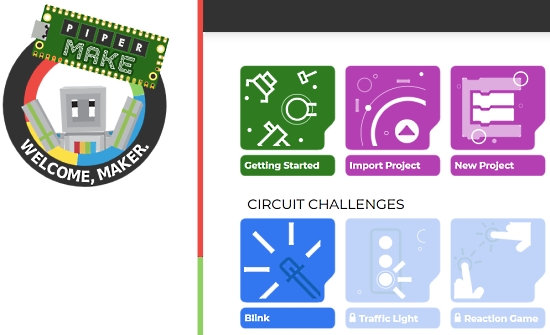 PIPER
MAKE
WELCOME, MAKER.
Getting Started
Import Project
New Project
CIRCUIT CHALLENGES
Blink
Traffic Light
Reaction Game